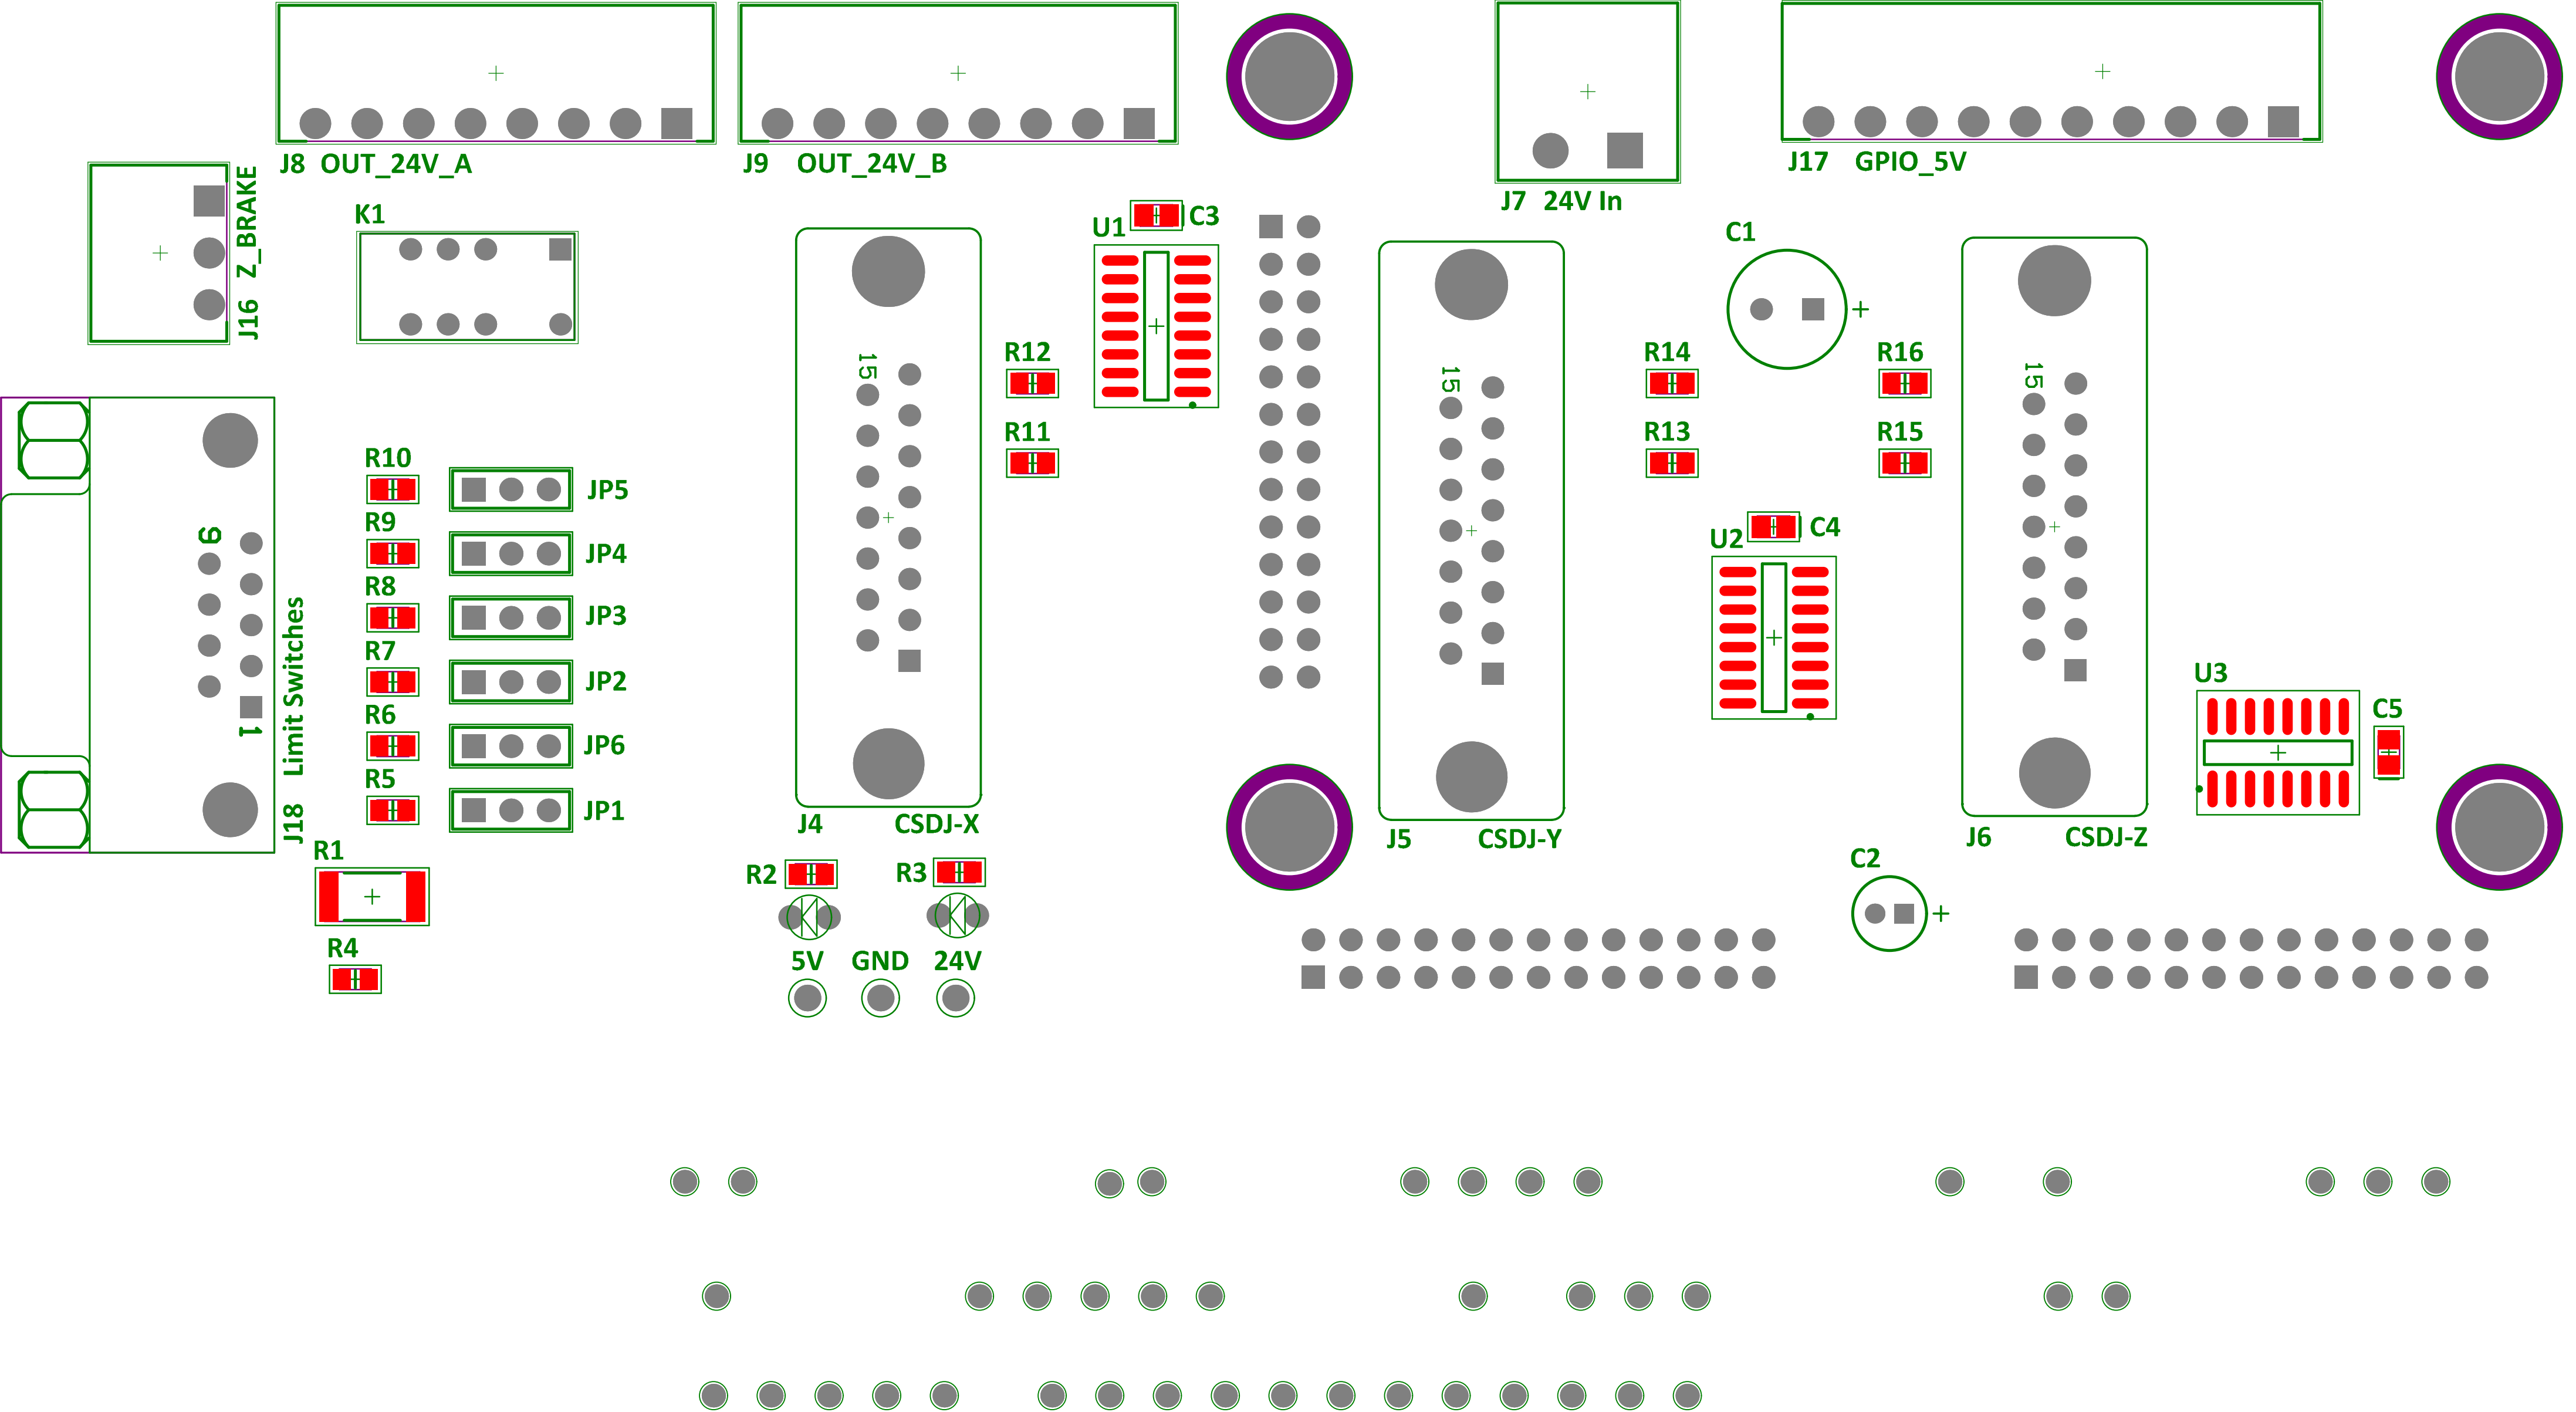 J8 OUT_24V_A
J9 OUT_24V_B
J7 24V In
J17 GPIO_5V
J16 Z_BRAKE
K1
U1
C3
C1
+
15
15
15
R12
R14
R16
R11
R13
R15
R10
JP5
9
R9
JP4
U2
C4
R8
JP3
R7
JP2
U3
R6
JP6
1
C5
R5
JP1
J18 Limit Switches
J4 CSDJ-X
J5 CSDJ-Y
J6 CSDJ-Z
R1
R2
R3
C2
+
R4
5V GND 24V